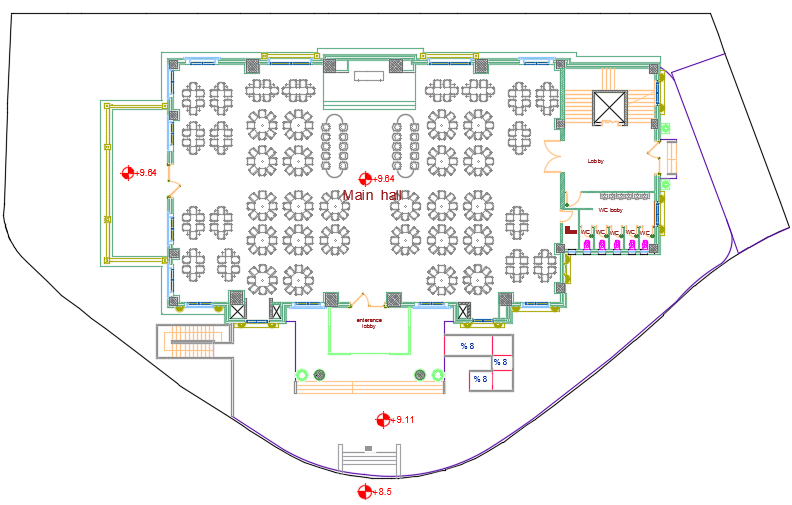 +9.64
+9.64
Main hall
Lobby
WC lobby
WC
WC
WC
WC
WC
enterance
lobby
% 8
% 8
% 8
+9.11
+8.5